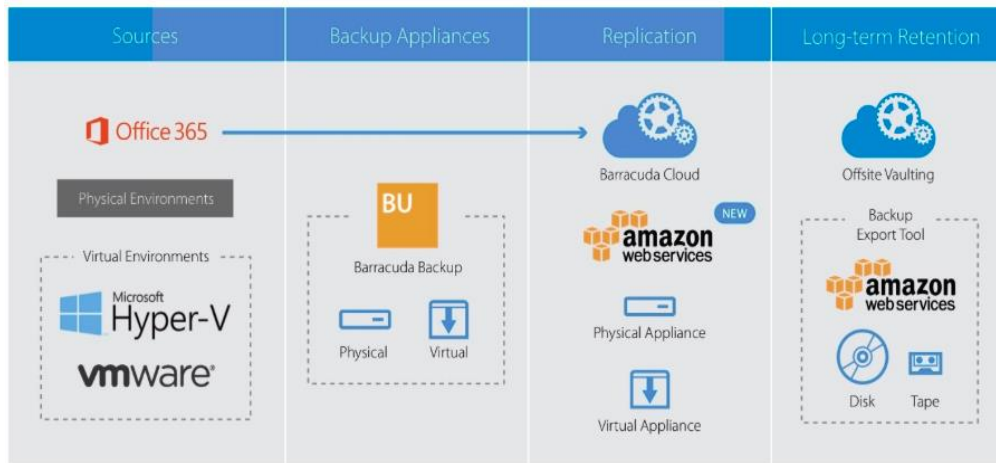 Sources
Backup Appliances
Replication
Long-term Retention
Office 365
Physical Environments
Virtual Environments
Microsoft
Hyper-V
vmware®
BU
Barracuda Backup
Physical
Virtual
Barracuda Cloud
NEW
amazon
web services
Physical Appliance
Virtual Appliance
Offsite Vaulting
Backup
Export Tool
amazon
web services
Disk
Tape